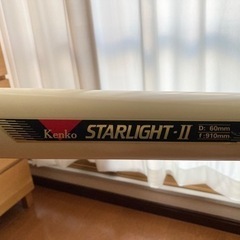 Kenko STARLIGHT-II D: 60mm
f: 910mm